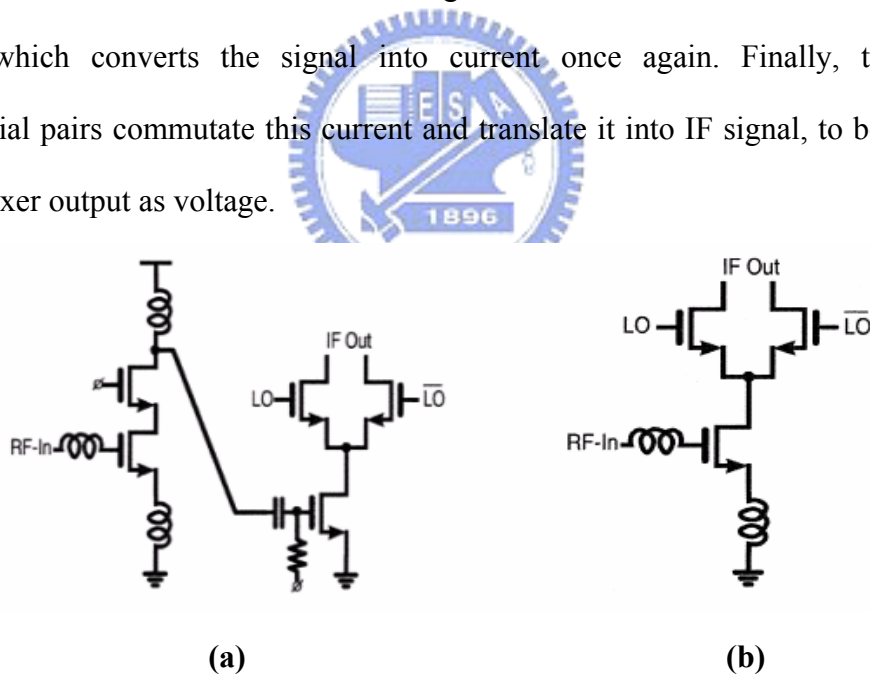 which converts the signal into current once again. Finally, t
ial pairs commutate this current and translate it into IF signal, to b
xer output as voltage.
E S A
1896
IF Out
LO
LO
RF-In
IF Out
LO
LO
RF-In
(a)
(b)